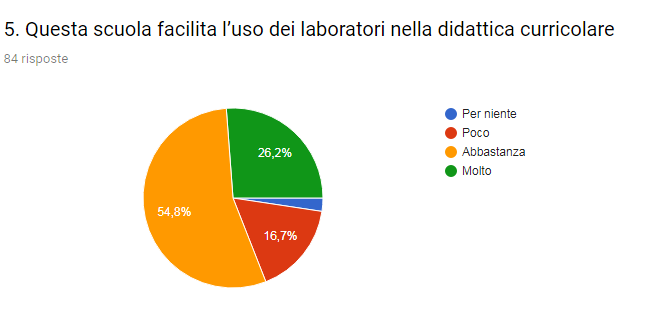 5. Questa scuola facilita l’uso dei laboratori nella didattica curricolare
84 risposte
Per niente
Poco
Abbastanza
Molto
26,2%
54,8%
16,7%